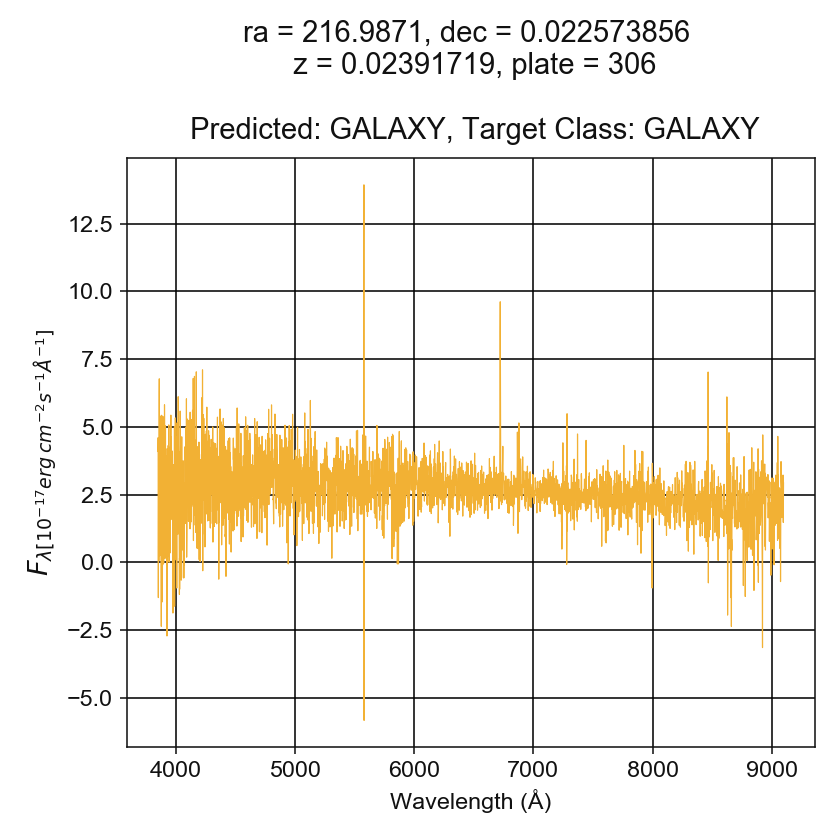 ra = 216.9871, dec = 0.022573856
z = 0.02391719, plate = 306
Predicted: GALAXY, Target Class: GALAXY
12.5
10.0
7.5
5.0
2.5
0.0
−2.5
−5.0
F_{λ[10^{−17} erg cm^{−2} s^{−1} Å^{−1}]}
4000 5000 6000 7000 8000 9000
Wavelength (Å)